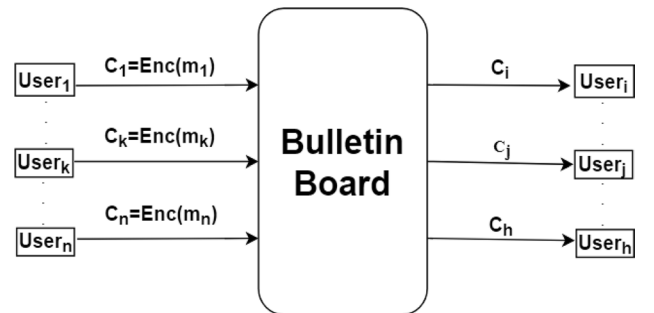 User₁ C₁=Enc(m₁) Cᵢ Userᵢ
Userₖ Cₖ=Enc(mₖ) Bulletin Board Cⱼ Userⱼ
Userₙ Cₙ=Enc(mₙ) Cₕ Userₕ